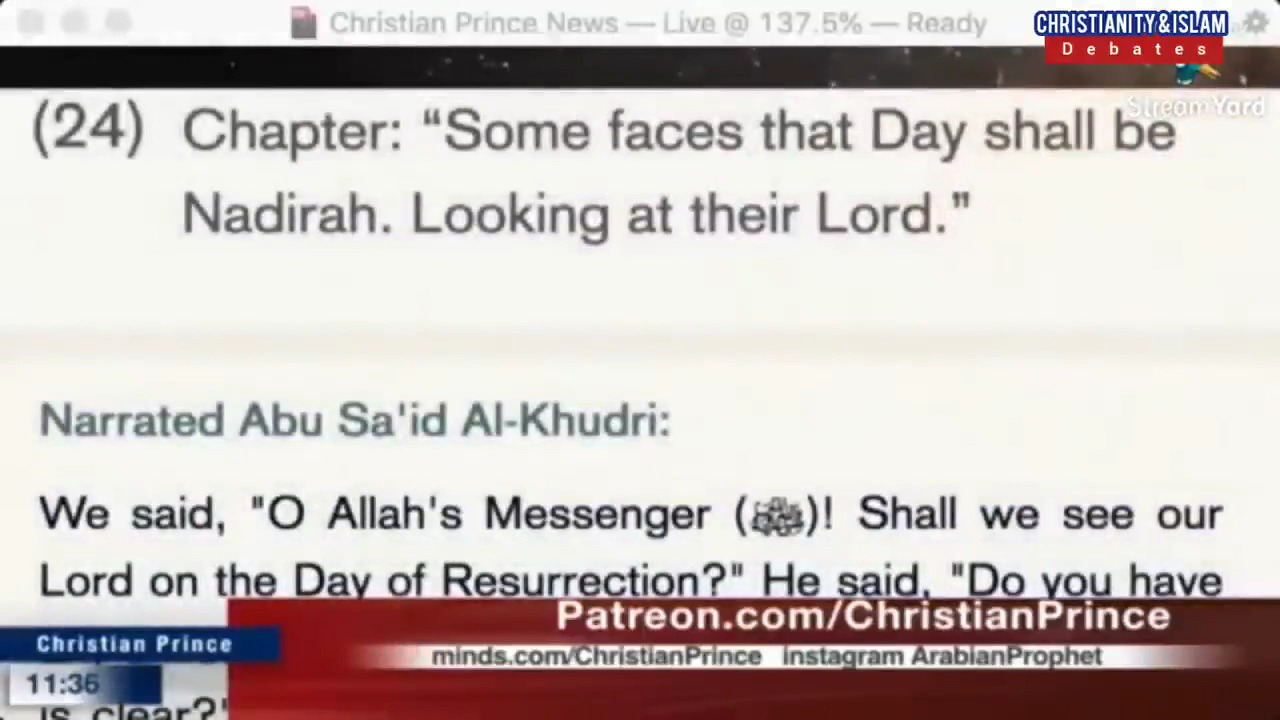 Christian Prince News — Live @ 137.5% — Ready
CHRISTIANITY & ISLAM
Debates
StreamYard
(24) Chapter: “Some faces that Day shall be
Nadirah. Looking at their Lord.”
Narrated Abu Sa'id Al-Khudri:
We said, "O Allah's Messenger (ﷺ)! Shall we see our
Lord on the Day of Resurrection?" He said, "Do you have
Patreon.com/ChristianPrince
Christian Prince
minds.com/ChristianPrince instagram ArabianProphet
11:36
is clear?'